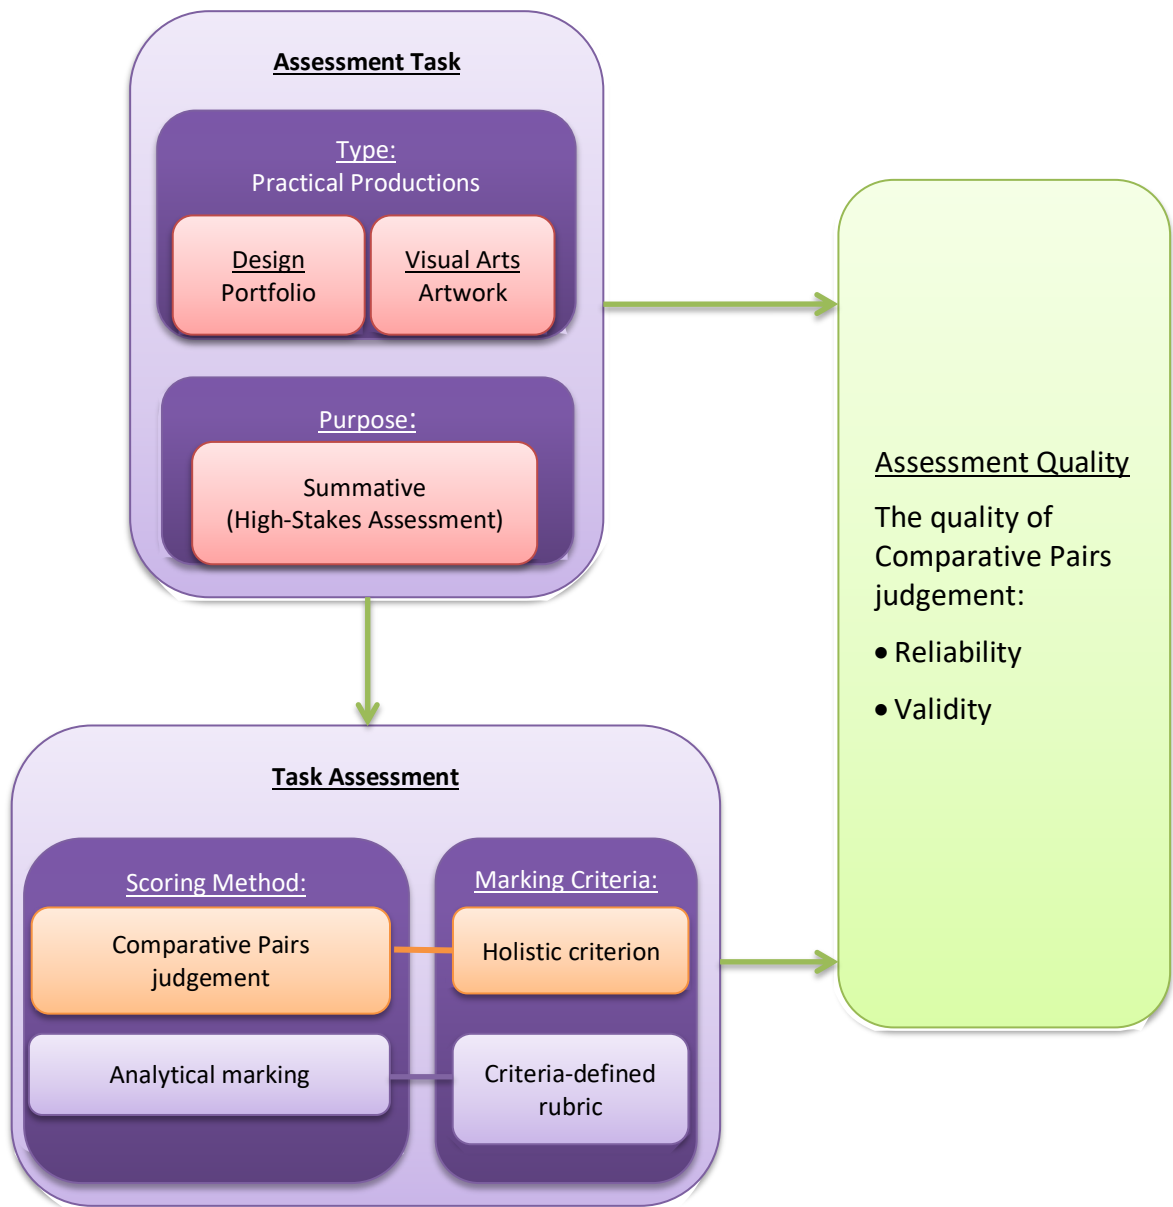 Assessment Task
Type:
Practical Productions
Design
Portfolio
Visual Arts
Artwork
Purpose:
Summative
(High-Stakes Assessment)
Assessment Quality
The quality of
Comparative Pairs
judgement:
• Reliability
• Validity
Task Assessment
Scoring Method:
Comparative Pairs
judgement
Analytical marking
Marking Criteria:
Holistic criterion
Criteria-defined
rubric